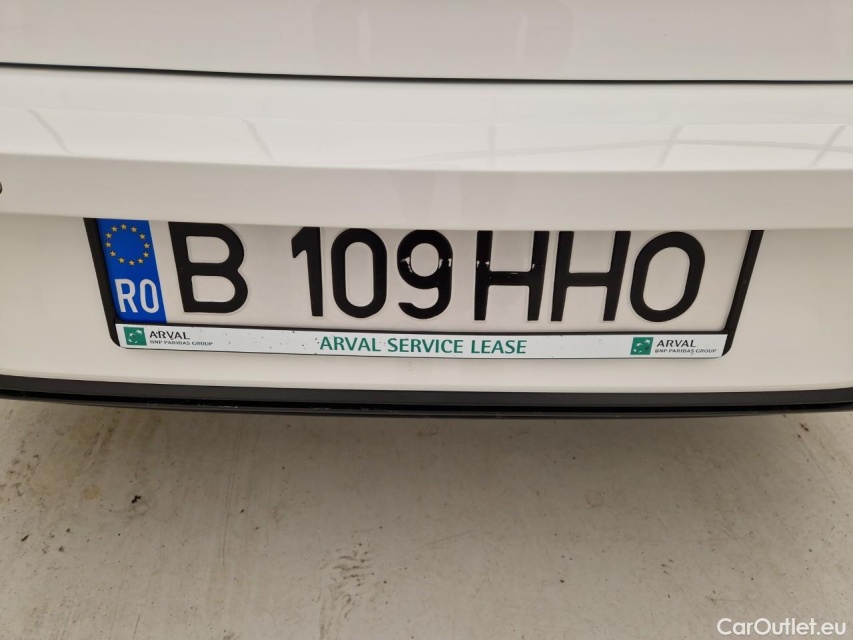 RO B 109 HHO
ARVAL
BNP PARIBAS GROUP
ARVAL SERVICE LEASE
ARVAL
BNP PARIBAS GROUP
CarOutlet.eu